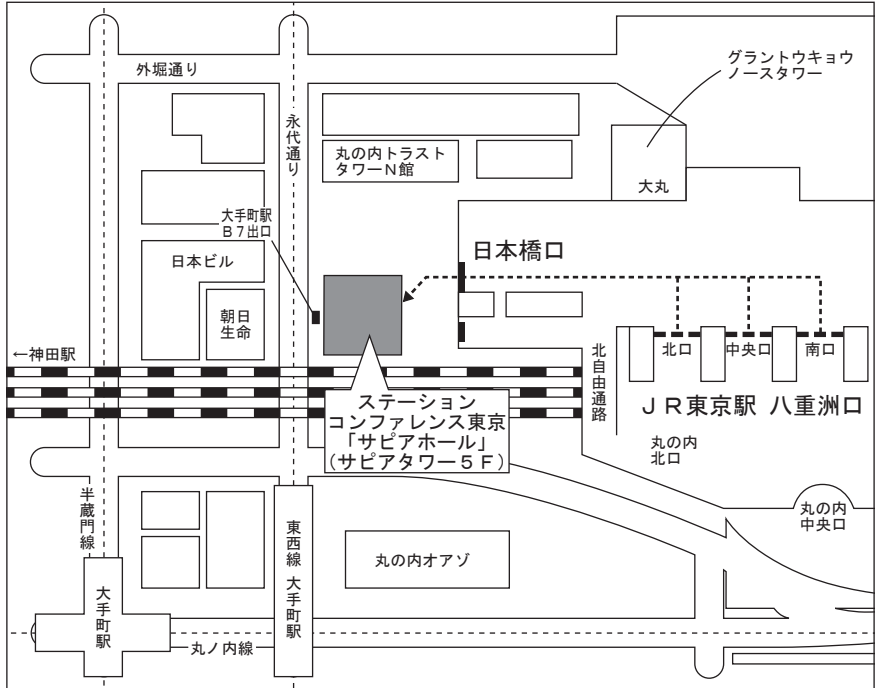 外堀通り
グラントウキョウ
ノースタワー
永代通り
丸の内トラスト
タワーN館
大丸
大手町駅
B7出口
日本橋口
日本ビル
朝日
生命
←神田駅
北自由通路
北口
中央口
南口
ステーション
コンファレンス東京
「サピアホール」
(サピアタワー5F)
JR東京駅 八重洲口
丸の内
北口
半蔵門線
東西線 大手町駅
丸の内オアゾ
丸の内
中央口
大手町駅
丸ノ内線